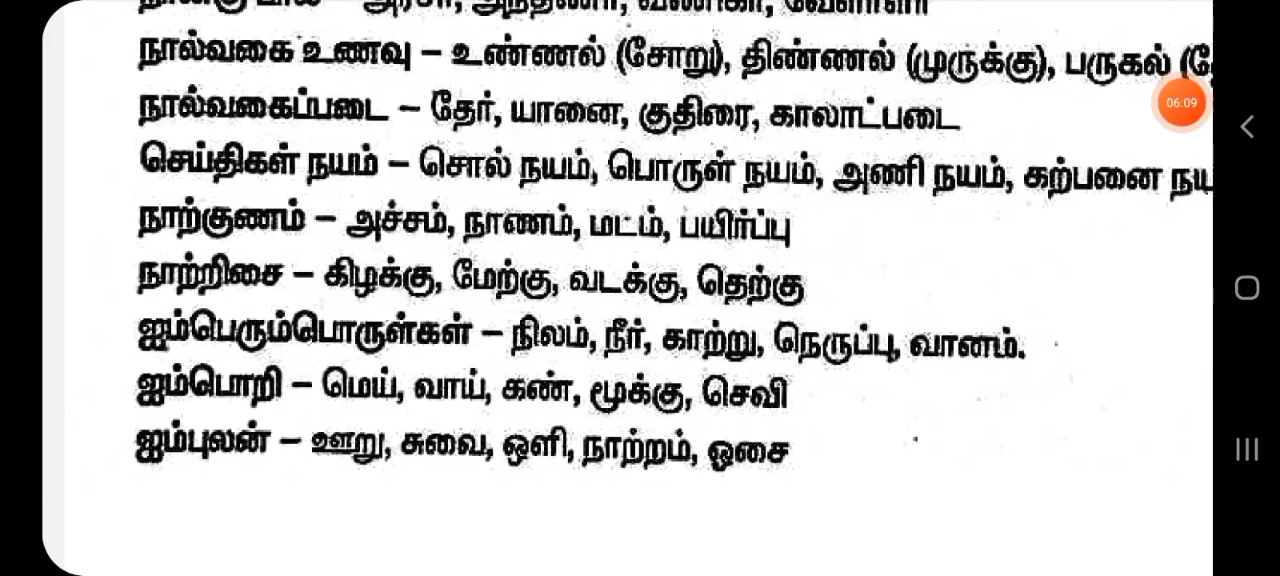 நால்வகை உணவு – உண்ணல் (சோறு), திண்ணல் (முருக்கு), பருகல்
06:09
நால்வகைப்படை – தேர், யானை, குதிரை, காலாட்படை
செய்திகள் நயம் – சொல் நயம், பொருள் நயம், அணி நயம், கற்பனை
நாற்குணம் – அச்சம், நாணம், மடம், பயிர்ப்பு
நாற்றிசை – கிழக்கு, மேற்கு, வடக்கு, தெற்கு
ஐம்பெரும்பொருள்கள் – நிலம், நீர், காற்று, நெருப்பு, வானம்.
ஐம்பொறி – மெய், வாய், கண், மூக்கு, செவி
ஐம்புலன் – ஊறு, சுவை, ஒளி, நாற்றம், ஓசை